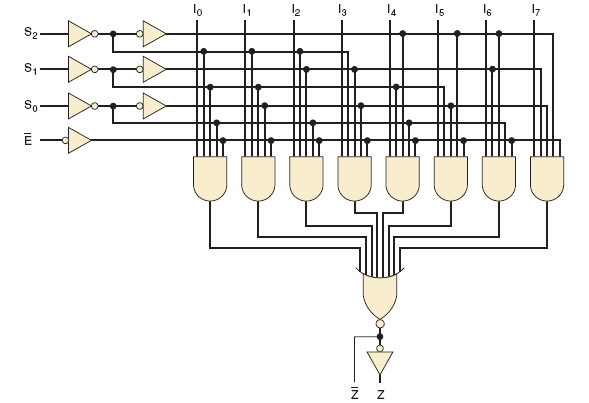 I₀ I₁ I₂ I₃ I₄ I₅ I₆ I₇
S₂
S₁
S₀
E̅
Z̅ Z